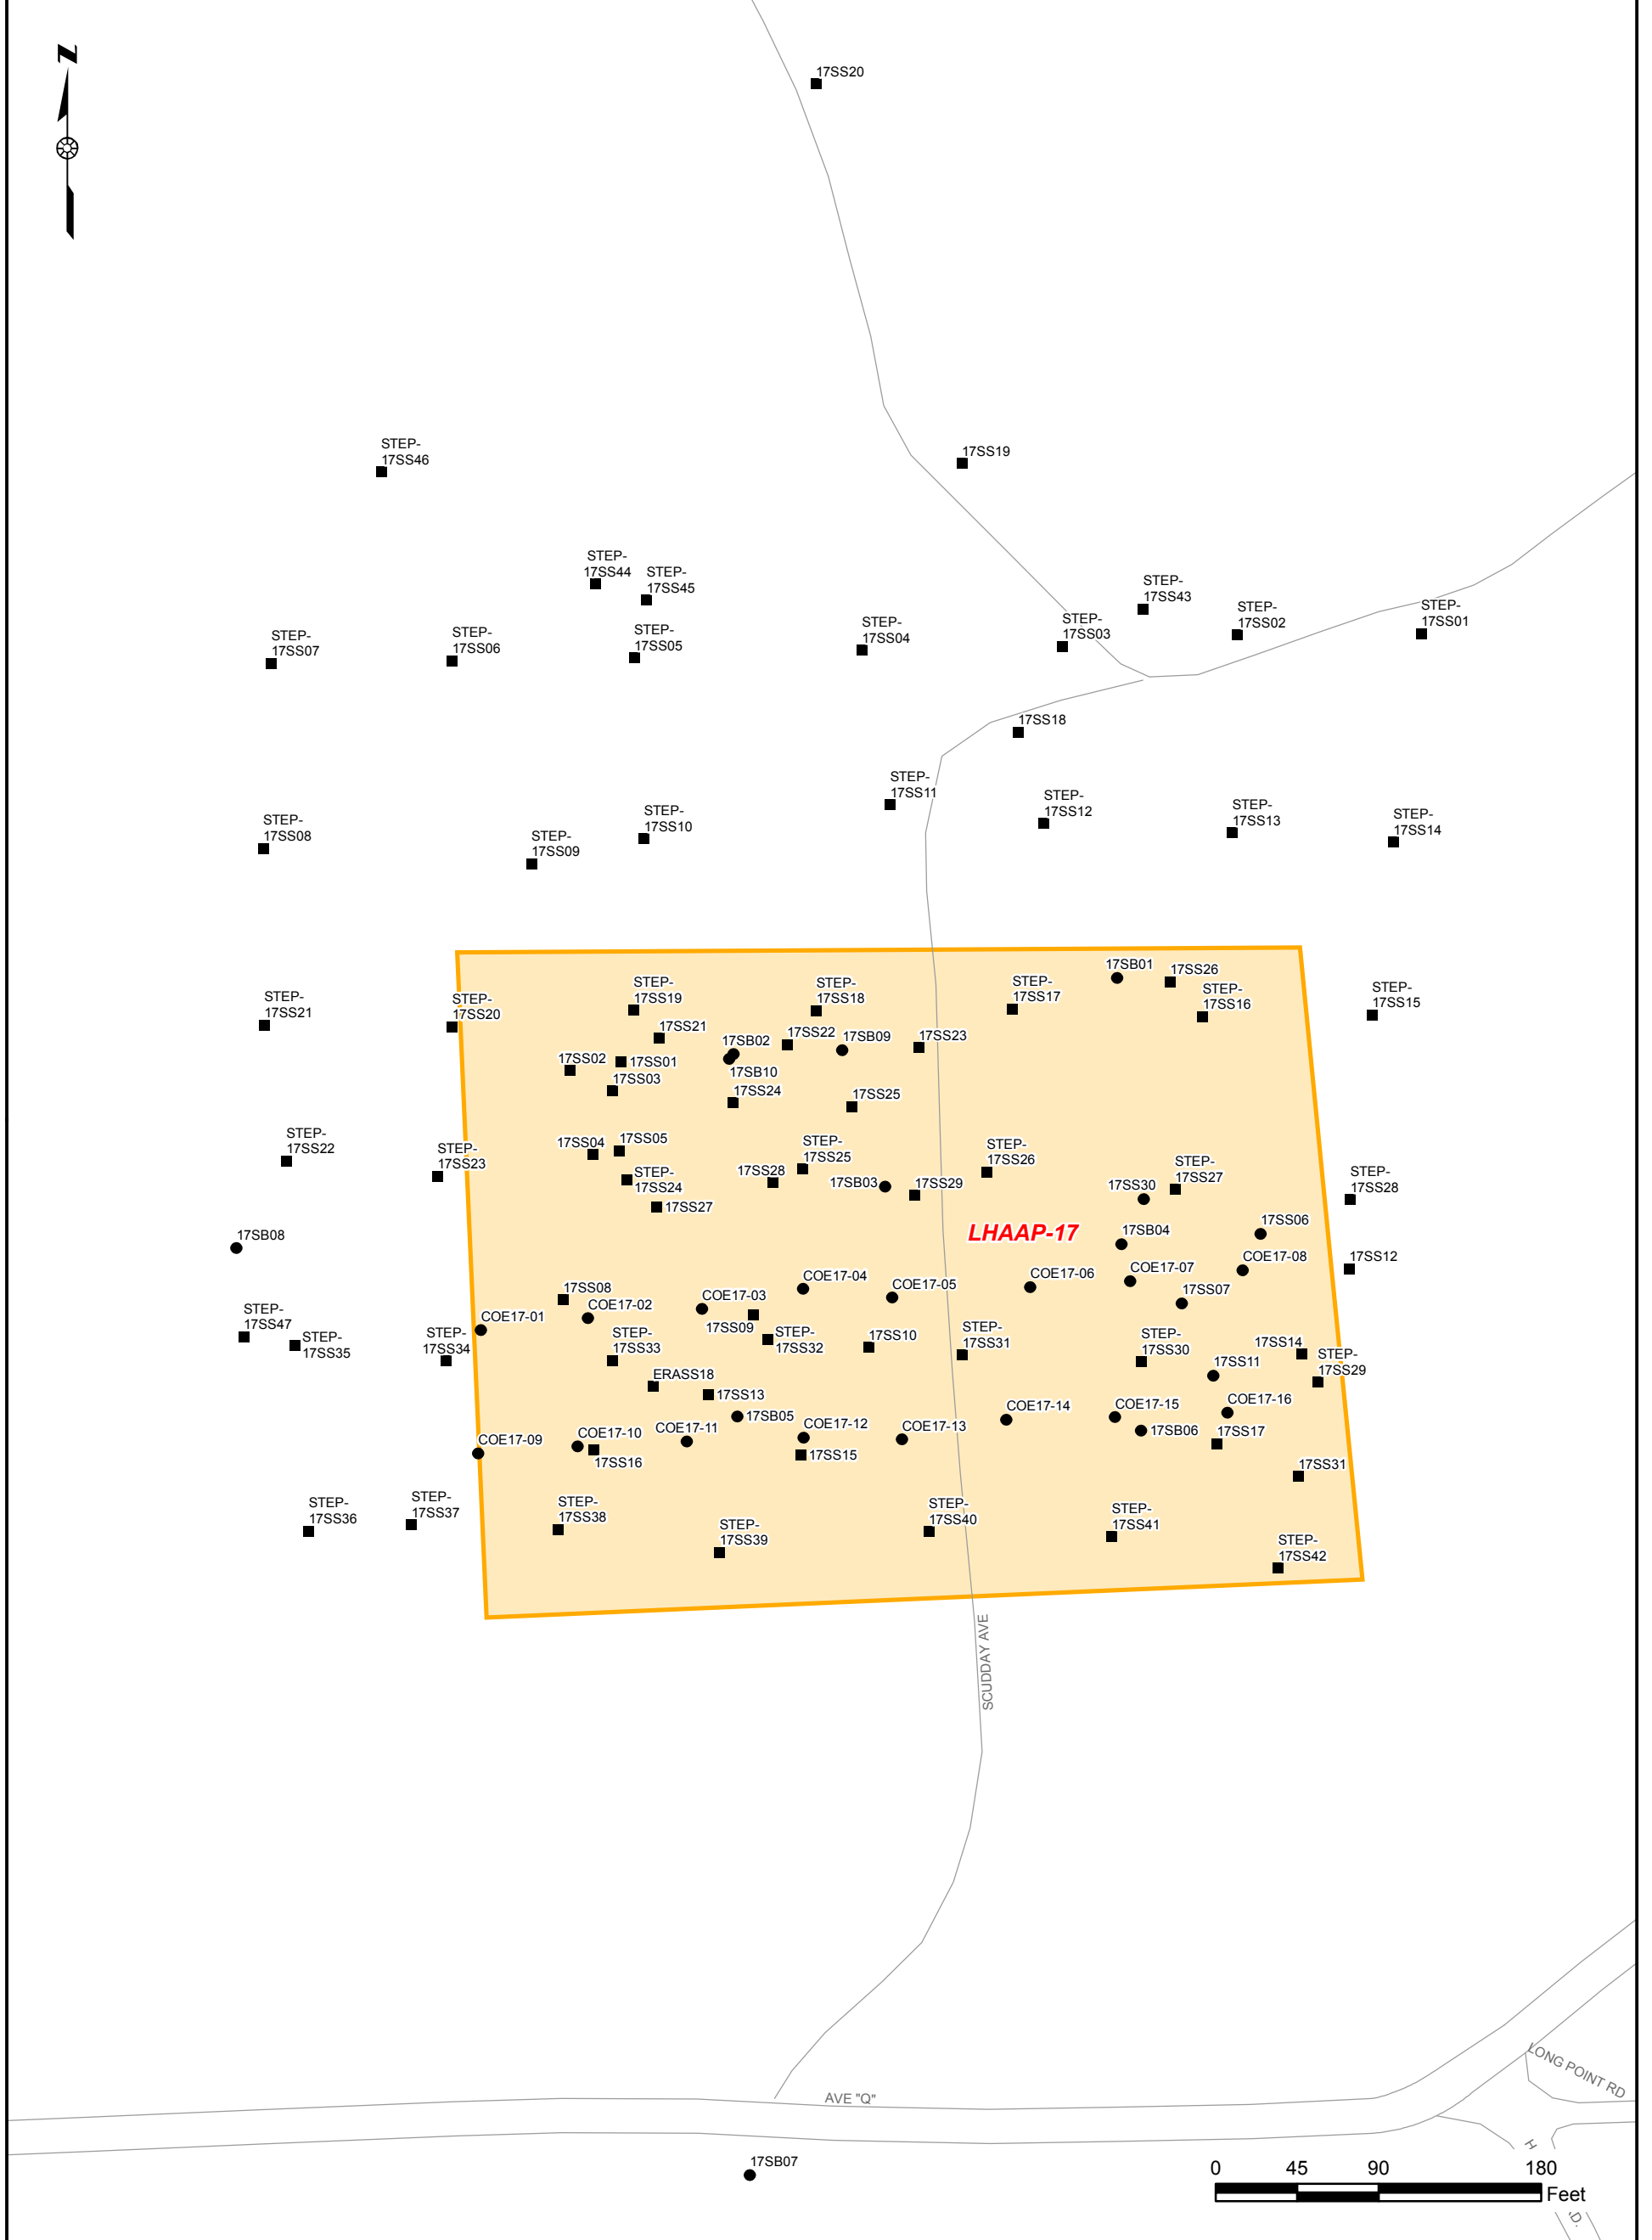 N
17SS20
STEP-
17SS46
17SS19
STEP-
17SS44
STEP-
17SS45
STEP-
17SS43
STEP-
17SS02
STEP-
17SS01
STEP-
17SS07
STEP-
17SS06
STEP-
17SS05
STEP-
17SS04
STEP-
17SS03
17SS18
STEP-
17SS11
STEP-
17SS12
STEP-
17SS13
STEP-
17SS14
STEP-
17SS08
STEP-
17SS09
STEP-
17SS10
17SB01
17SS26
STEP-
17SS19
STEP-
17SS18
STEP-
17SS17
STEP-
17SS16
STEP-
17SS15
STEP-
17SS21
STEP-
17SS20
17SS21
17SB02
17SS22
17SB09
17SS23
17SS02
17SS01
17SB10
17SS03
17SS24
17SS25
STEP-
17SS22
STEP-
17SS23
17SS04
17SS05
STEP-
17SS24
17SS27
17SS28
STEP-
17SS25
17SB03
17SS29
STEP-
17SS26
17SS30
STEP-
17SS27
STEP-
17SS28
17SB08
LHAAP-17
17SB04
17SS06
17SS12
COE17-08
COE17-07
COE17-06
COE17-05
COE17-04
COE17-03
17SS08
COE17-02
COE17-01
17SS07
17SS09
STEP-
17SS47
STEP-
17SS35
STEP-
17SS34
STEP-
17SS33
STEP-
17SS32
17SS10
STEP-
17SS31
STEP-
17SS30
17SS14
STEP-
17SS29
17SS11
ERASS18
17SS13
17SB05
COE17-09
COE17-10
17SS16
COE17-11
COE17-12
17SS15
COE17-13
COE17-14
COE17-15
17SB06
COE17-16
17SS17
17SS31
STEP-
17SS36
STEP-
17SS37
STEP-
17SS38
STEP-
17SS39
STEP-
17SS40
STEP-
17SS41
STEP-
17SS42
SCUDDAY AVE
LONG POINT RD
AVE "Q"
H
17SB07
0 45 90 180
Feet
D.